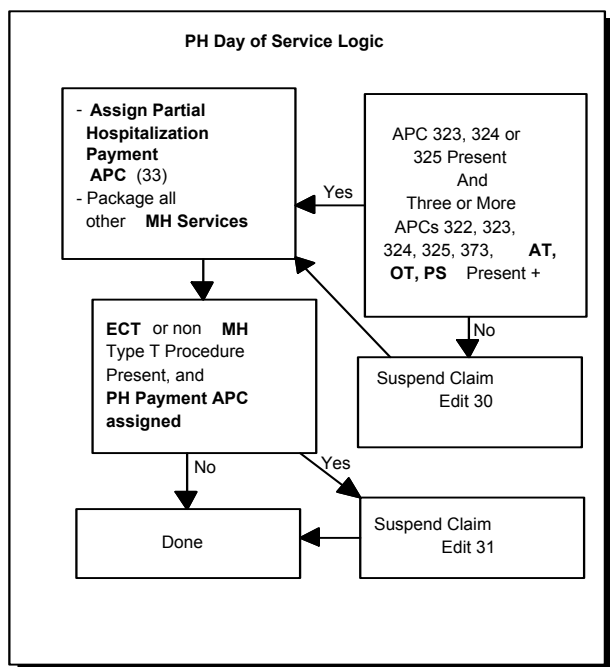 PH Day of Service Logic
- Assign Partial
Hospitalization
Payment
APC (33)
- Package all
other MH Services
Yes
APC 323, 324 or
325 Present
And
Three or More
APCs 322, 323,
324, 325, 373, AT,
OT, PS Present +
No
ECT or non MH
Type T Procedure
Present, and
PH Payment APC
assigned
Suspend Claim
Edit 30
No
Yes
Done
Suspend Claim
Edit 31